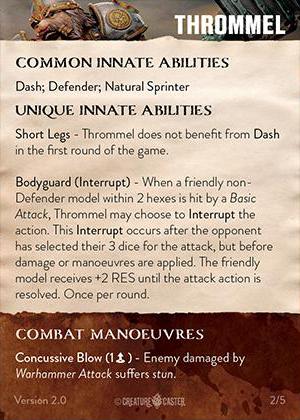 THROMMEL
COMMON INNATE ABILITIES
Dash; Defender; Natural Sprinter
UNIQUE INNATE ABILITIES
Short Legs - Thrommel does not benefit from Dash
in the first round of the game.
Bodyguard (Interrupt) - When a friendly non-
Defender model within 2 hexes is hit by a Basic
Attack, Thrommel may choose to Interrupt the
action. This Interrupt occurs after the opponent
has selected their 3 dice for the attack, but before
damage or manoeuvres are applied. The friendly
model receives +2 RES until the attack action is
resolved. Once per round.
COMBAT MANOEUVRES
Concussive Blow (1) - Enemy damaged by
Warhammer Attack suffers stun.
Version 2.0 © CREATURE CASTER 2/5